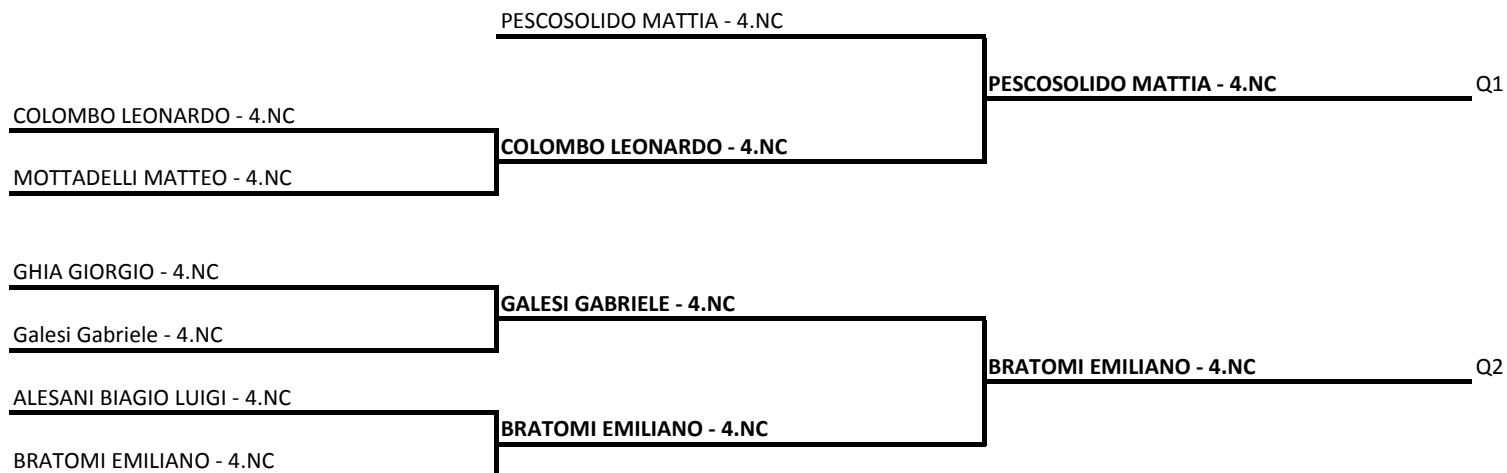 PESCOSOLIDO MATTIA - 4.NC
PESCOSOLIDO MATTIA - 4.NC
Q1
COLOMBO LEONARDO - 4.NC
COLOMBO LEONARDO - 4.NC
MOTTADELLI MATTEO - 4.NC
GHIA GIORGIO - 4.NC
GALESI GABRIELE - 4.NC
Galesi Gabriele - 4.NC
BRATOMI EMILIANO - 4.NC
Q2
ALESANI BIAGIO LUIGI - 4.NC
BRATOMI EMILIANO - 4.NC
BRATOMI EMILIANO - 4.NC